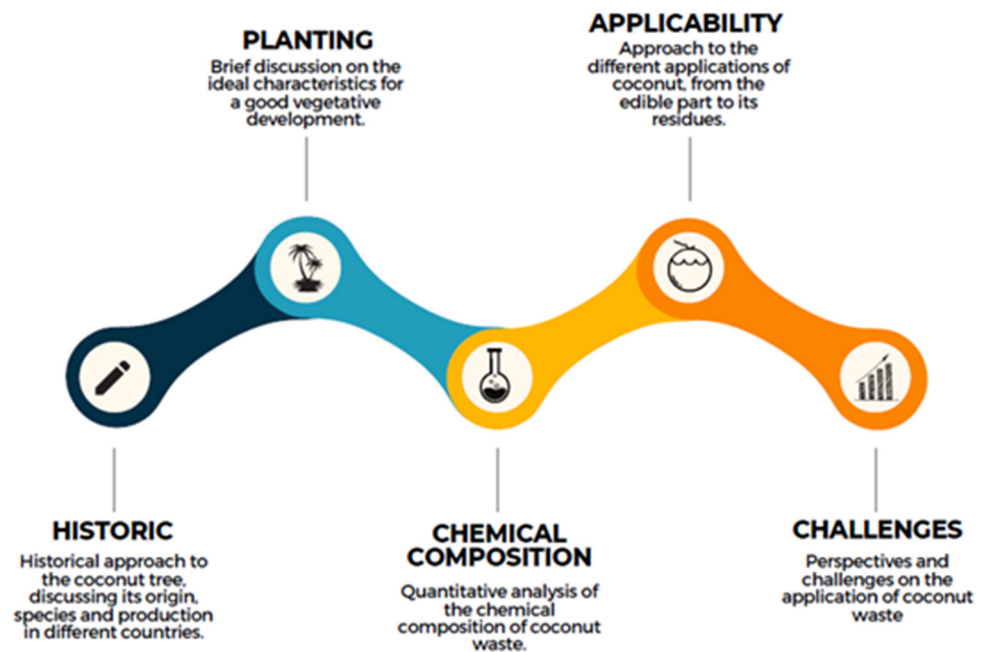 PLANTING
Brief discussion on the
ideal characteristics for
a good vegetative
development.
APPLICABILITY
Approach to the
different applications of
coconut, from the
edible part to its
residues.
HISTORIC
Historical approach to
the coconut tree,
discussing its origin,
species and production
in different countries.
CHEMICAL
COMPOSITION
Quantitative analysis of
the chemical
composition of coconut
waste.
CHALLENGES
Perspectives and
challenges on the
application of coconut
waste